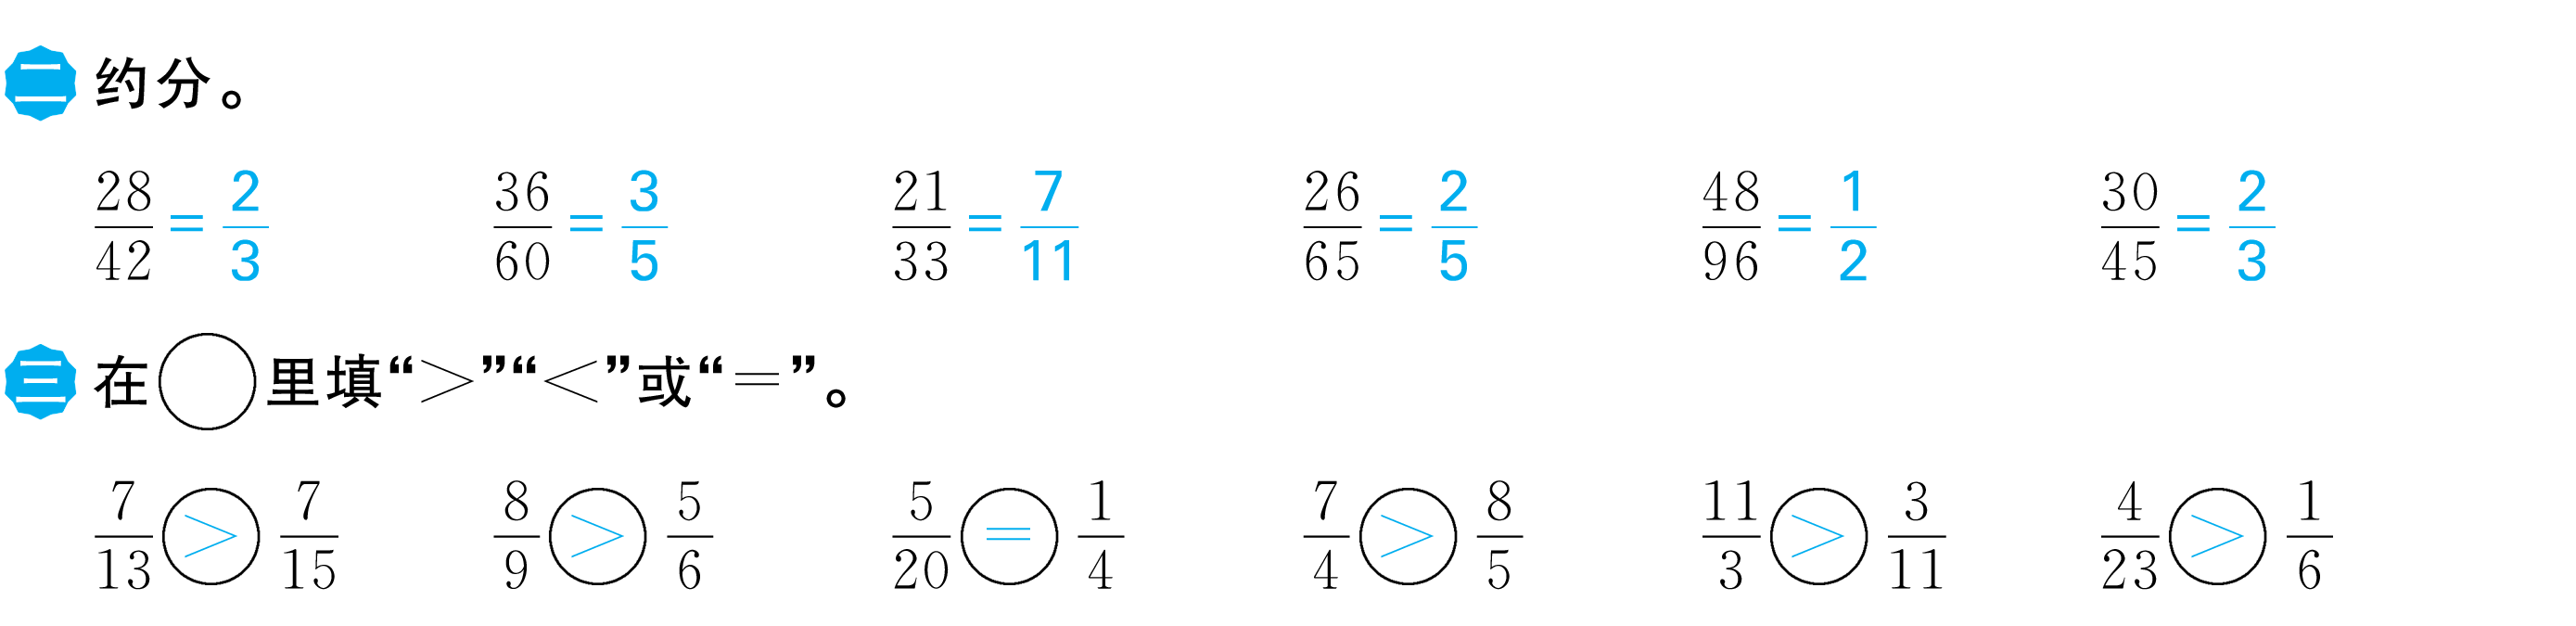 二 约分。
28/42=2/3 36/60=3/5 21/33=7/11 26/65=2/5 48/96=1/2 30/45=2/3
三 在○里填“>”“<”或“=”。
7/13>7/15 8/9>5/6 5/20=1/4 7/4>8/5 11/3>3/11 4/23>1/6